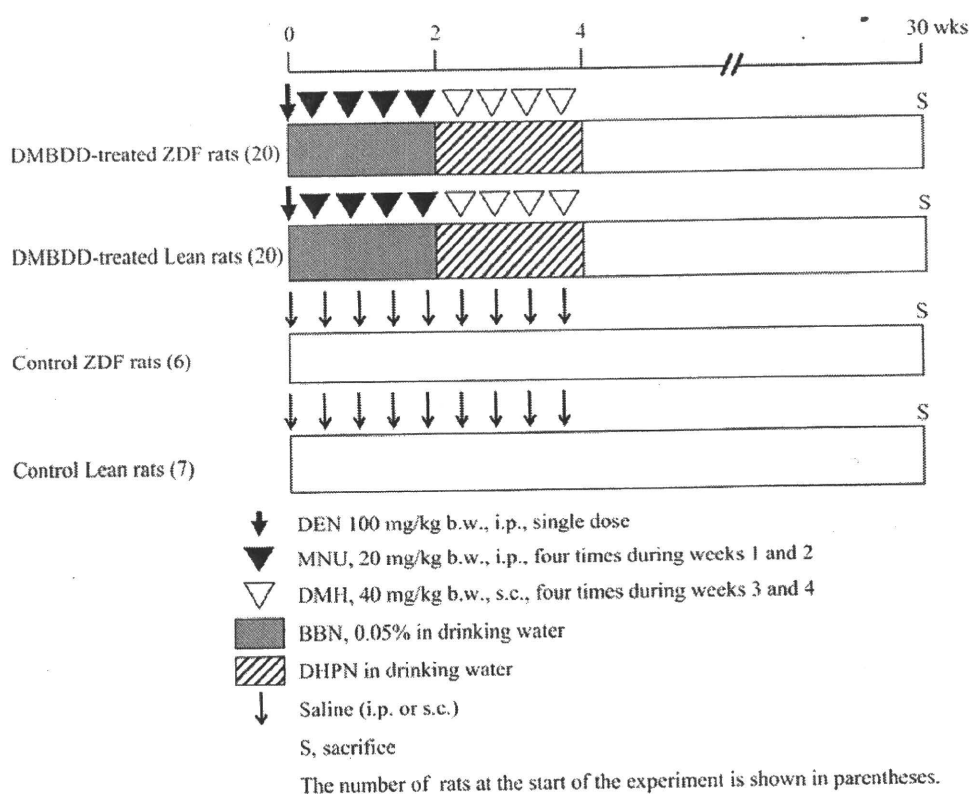 0 2 4 30 wks
S
DMBDD-treated ZDF rats (20)
S
DMBDD-treated Lean rats (20)
S
Control ZDF rats (6)
S
Control Lean rats (7)
DEN 100 mg/kg b.w., i.p., single dose
MNU, 20 mg/kg b.w., i.p., four times during weeks 1 and 2
DMH, 40 mg/kg b.w., s.c., four times during weeks 3 and 4
BBN, 0.05% in drinking water
DHPN in drinking water
Saline (i.p. or s.c.)
S, sacrifice
The number of rats at the start of the experiment is shown in parentheses.